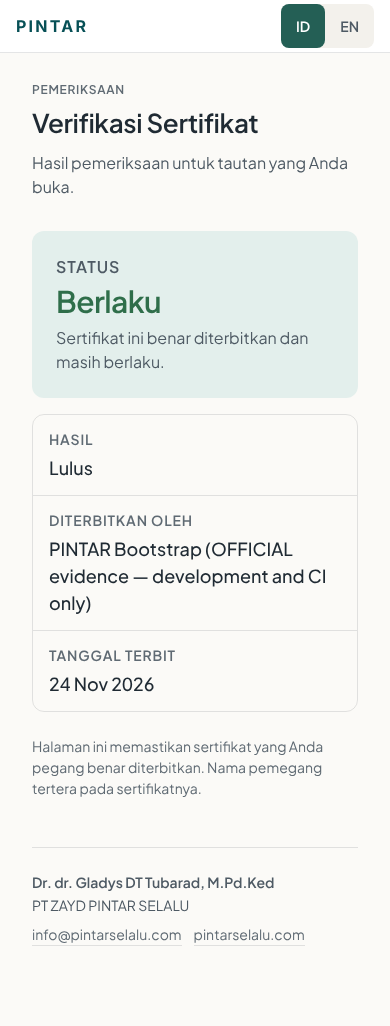 PINTAR
ID
EN
PEMERIKSAAN
Verifikasi Sertifikat
Hasil pemeriksaan untuk tautan yang Anda
buka.
STATUS
Berlaku
Sertifikat ini benar diterbitkan dan
masih berlaku.
HASIL
Lulus
DITERBITKAN OLEH
PINTAR Bootstrap (OFFICIAL
evidence — development and CI
only)
TANGGAL TERBIT
24 Nov 2026
Halaman ini memastikan sertifikat yang Anda
pegang benar diterbitkan. Nama pemegang
tertera pada sertifikatnya.
Dr. dr. Gladys DT Tubarad, M.Pd.Ked
PT ZAYD PINTAR SELALU
info@pintarselalu.com pintarselalu.com